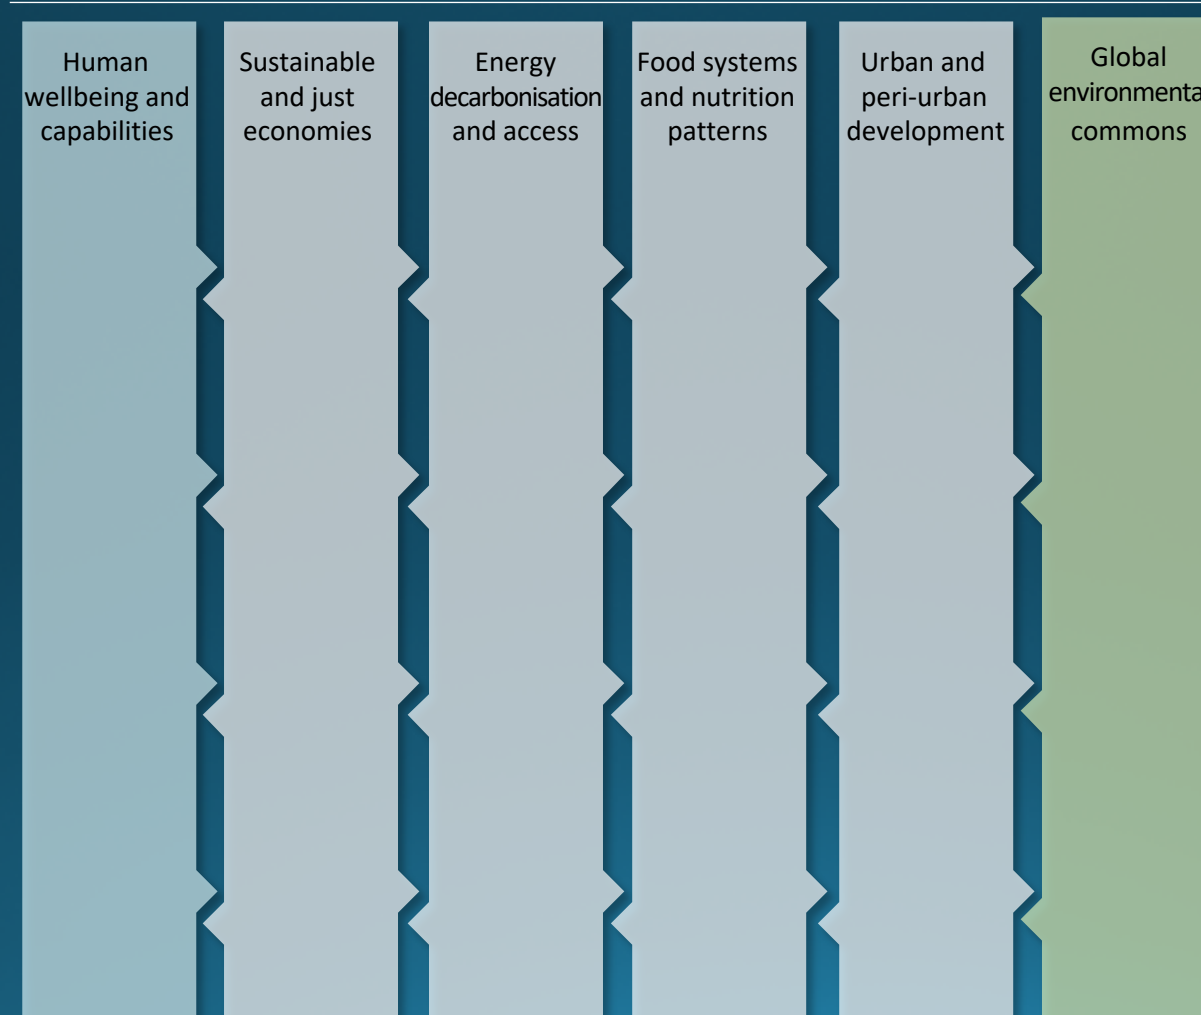 Human
wellbeing and
capabilities
Sustainable
and just
economies
Energy
decarbonisation
and access
Food systems
and nutrition
patterns
Urban and
peri-urban
development
Global
environmenta
commons